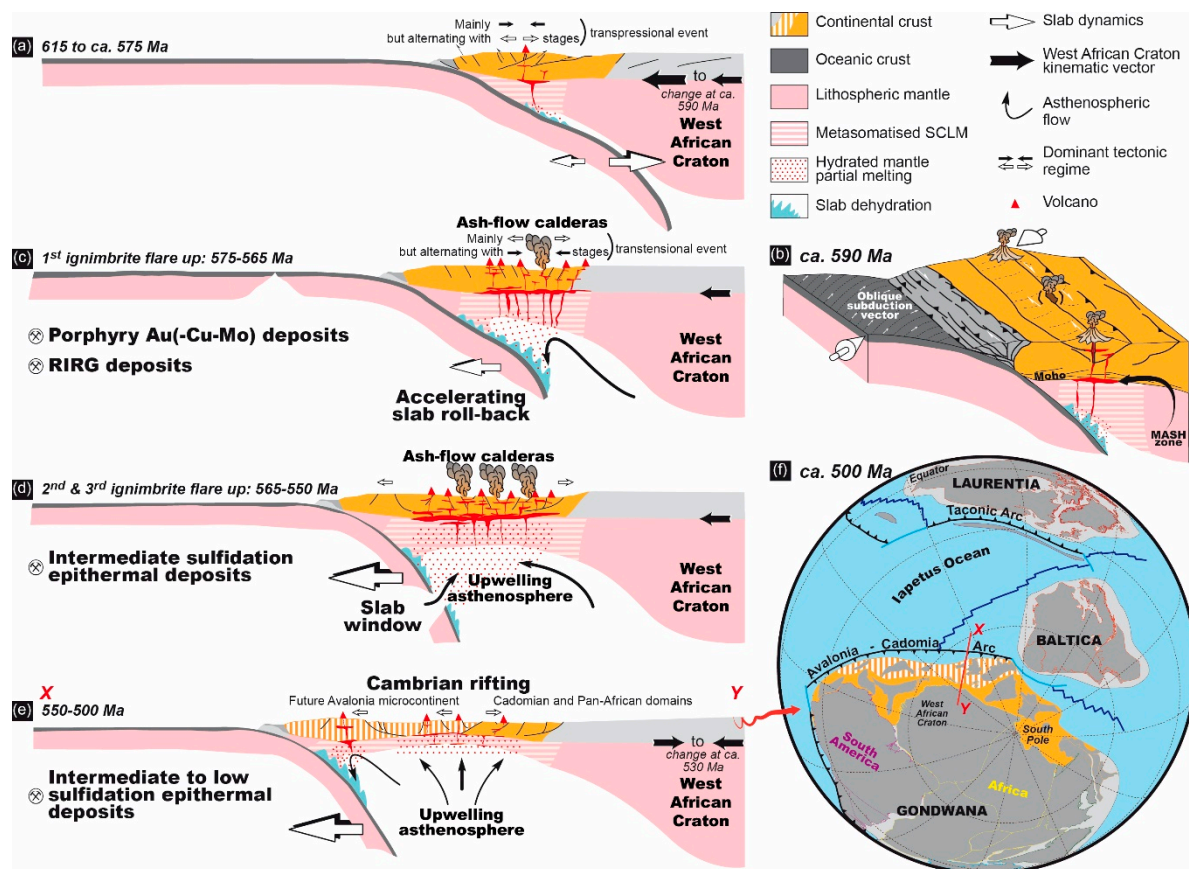 (a) 615 to ca. 575 Ma
Mainly
but alternating with stages
transpressional event
to
change at ca.
590 Ma
West
African
Craton
Continental crust
Oceanic crust
Lithospheric mantle
Metasomatised SCLM
Hydrated mantle
partial melting
Slab dehydration
Slab dynamics
West African Craton
kinematic vector
Asthenospheric
flow
Dominant tectonic
regime
Volcano
(b) ca. 590 Ma
Oblique
subduction
vector
Moho
MASH
zone
(c) 1st ignimbrite flare up: 575-565 Ma
Ash-flow calderas
Mainly
but alternating with stages
transtensional event
Porphyry Au(-Cu-Mo) deposits
RIRG deposits
Accelerating
slab roll-back
West
African
Craton
(d) 2nd & 3rd ignimbrite flare up: 565-550 Ma
Ash-flow calderas
Intermediate sulfidation
epithermal deposits
Slab
window
Upwelling
asthenosphere
West
African
Craton
X
Y
(e) 550-500 Ma
Cambrian rifting
Future Avalonia microcontinent
Cadomian and Pan-African domains
to
change at ca.
530 Ma
Intermediate to low
sulfidation epithermal
deposits
Upwelling
asthenosphere
West
African
Craton
(f) ca. 500 Ma
Equator
LAURENTIA
Taconic Arc
Iapetus Ocean
BALTICA
Avalonia - Cadomia Arc
X
Y
West
African
Craton
South
Pole
South
America
Africa
GONDWANA